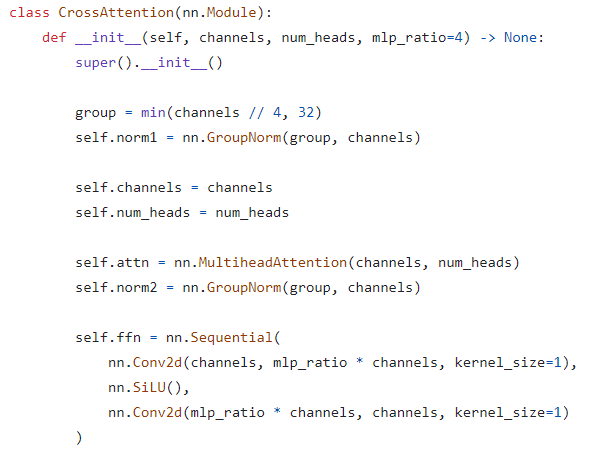 class CrossAttention(nn.Module):
    def __init__(self, channels, num_heads, mlp_ratio=4) -> None:
        super().__init__()

        group = min(channels // 4, 32)
        self.norm1 = nn.GroupNorm(group, channels)

        self.channels = channels
        self.num_heads = num_heads

        self.attn = nn.MultiheadAttention(channels, num_heads)
        self.norm2 = nn.GroupNorm(group, channels)

        self.ffn = nn.Sequential(
            nn.Conv2d(channels, mlp_ratio * channels, kernel_size=1),
            nn.SiLU(),
            nn.Conv2d(mlp_ratio * channels, channels, kernel_size=1)
        )